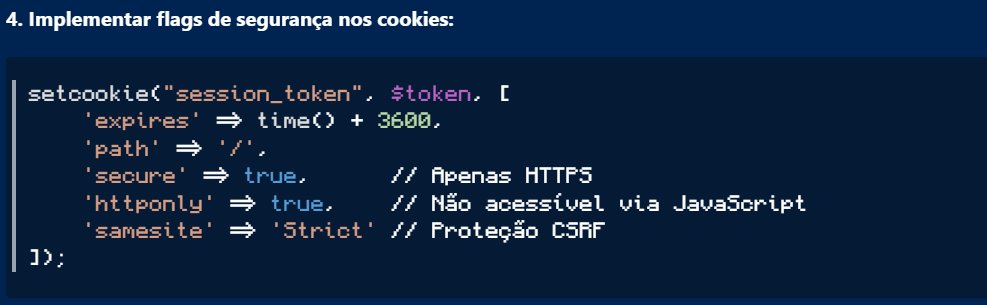 4. Implementar flags de segurança nos cookies:
setcookie("session_token", $token, [
    'expires' => time() + 3600,
    'path' => '/',
    'secure' => true,       // Apenas HTTPS
    'httponly' => true,     // Não acessível via JavaScript
    'samesite' => 'Strict' // Proteção CSRF
]);